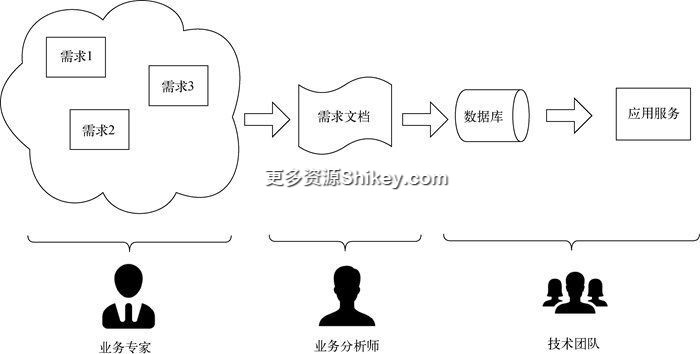 需求1
需求3
需求2
需求文档
数据库
应用服务
更多资源Shikey.com
业务专家
业务分析师
技术团队